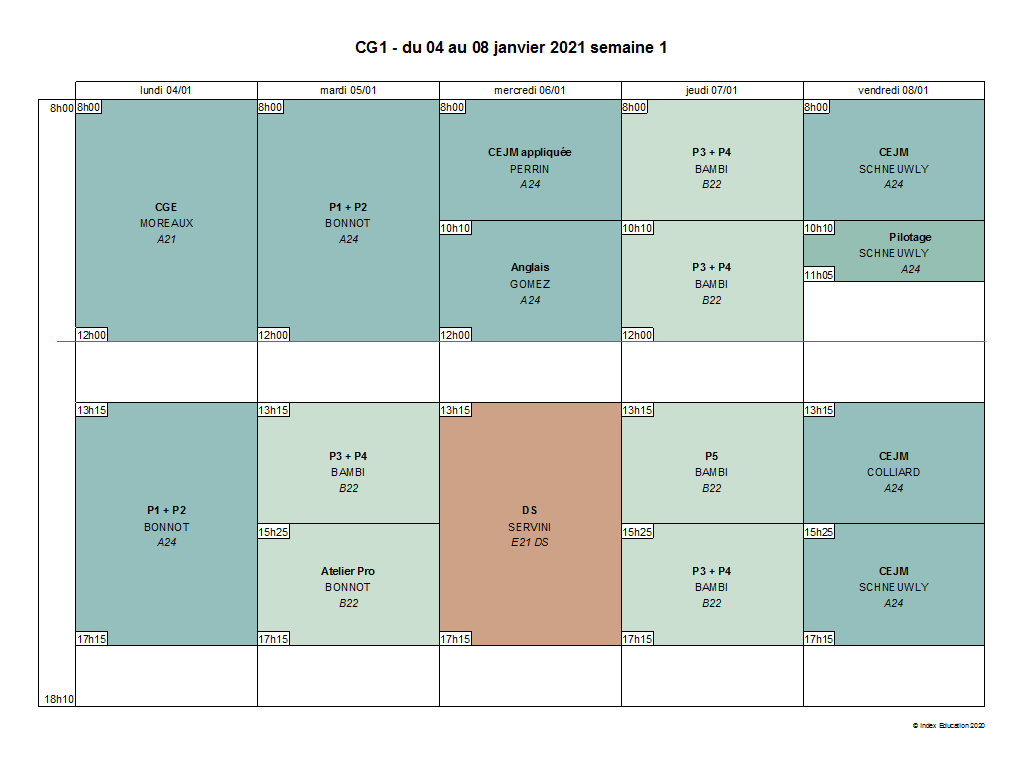 CG1 - du 04 au 08 janvier 2021 semaine 1
lundi 04/01
mardi 05/01
mercredi 06/01
jeudi 07/01
vendredi 08/01
8h00
8h00
CGE
MOREAUX
A21
12h00
13h15
P1 + P2
BONNOT
A24
17h15
8h00
P1 + P2
BONNOT
A24
12h00
13h15
P3 + P4
BAMBI
B22
15h25
Atelier Pro
BONNOT
B22
17h15
8h00
CEJM appliquée
PERRIN
A24
10h10
Anglais
GOMEZ
A24
12h00
13h15
DS
SERVINI
E21 DS
17h15
8h00
P3 + P4
BAMBI
B22
10h10
P3 + P4
BAMBI
B22
12h00
13h15
P5
BAMBI
B22
15h25
P3 + P4
BAMBI
B22
17h15
8h00
CEJM
SCHNEUWLY
A24
10h10
Pilotage
SCHNEUWLY
A24
11h05
13h15
CEJM
COLLIARD
A24
15h25
CEJM
SCHNEUWLY
A24
17h15
18h10
© Index Education 2020